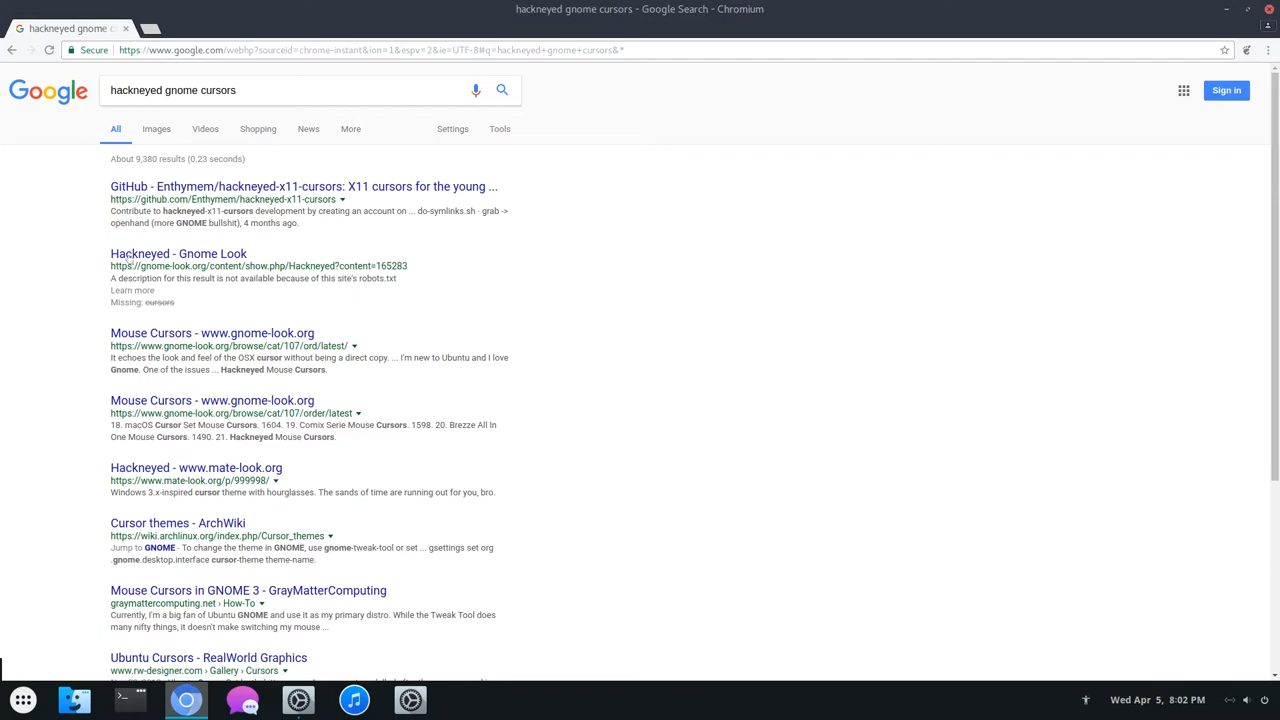 hackneyed gnome cursors - Google Search - Chromium
hackneyed gnome c
Secure
https://www.google.com/webhp?sourceid=chrome-instant&ion=1&espv=2&ie=UTF-8#q=hackneyed+gnome+cursors&*
Google
hackneyed gnome cursors
Sign in
All Images Videos Shopping News More Settings Tools
About 9,380 results (0.23 seconds)
GitHub - Enthymem/hackneyed-x11-cursors: X11 cursors for the young ...
https://github.com/Enthymem/hackneyed-x11-cursors
Contribute to hackneyed-x11-cursors development by creating an account on ... do-symlinks.sh · grab ->
openhand (more GNOME bullshit), 4 months ago.
Hackneyed - Gnome Look
https://gnome-look.org/content/show.php/Hackneyed?content=165283
A description for this result is not available because of this site's robots.txt
Learn more
Missing: cursors
Mouse Cursors - www.gnome-look.org
https://www.gnome-look.org/browse/cat/107/ord/latest/
It echoes the look and feel of the OSX cursor without being a direct copy. ... I'm new to Ubuntu and I love
Gnome. One of the issues ... Hackneyed Mouse Cursors.
Mouse Cursors - www.gnome-look.org
https://www.gnome-look.org/browse/cat/107/order/latest
18. macOS Cursor Set Mouse Cursors. 1604. 19. Comix Serie Mouse Cursors. 1598. 20. Brezze All In
One Mouse Cursors. 1490. 21. Hackneyed Mouse Cursors.
Hackneyed - www.mate-look.org
https://www.mate-look.org/p/999998/
Windows 3.x-inspired cursor theme with hourglasses. The sands of time are running out for you, bro.
Cursor themes - ArchWiki
https://wiki.archlinux.org/index.php/Cursor_themes
Jump to GNOME - To change the theme in GNOME, use gnome-tweak-tool or set ... gsettings set org
.gnome.desktop.interface cursor-theme theme-name.
Mouse Cursors in GNOME 3 - GrayMatterComputing
graymattercomputing.net › How-To
Currently, I'm a big fan of Ubuntu GNOME and use it as my primary distro. While the Tweak Tool does
many nifty things, it doesn't make switching my mouse ...
Ubuntu Cursors - RealWorld Graphics
www.rw-designer.com › Gallery › Cursors
Wed Apr 5, 8:02 PM